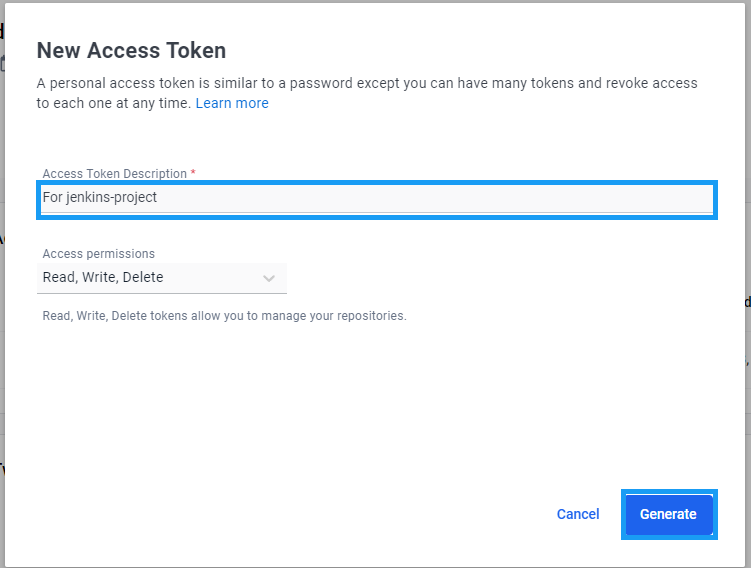 New Access Token
A personal access token is similar to a password except you can have many tokens and revoke access
to each one at any time. Learn more
Access Token Description *
For jenkins-project
Access permissions
Read, Write, Delete
Read, Write, Delete tokens allow you to manage your repositories.
Cancel
Generate